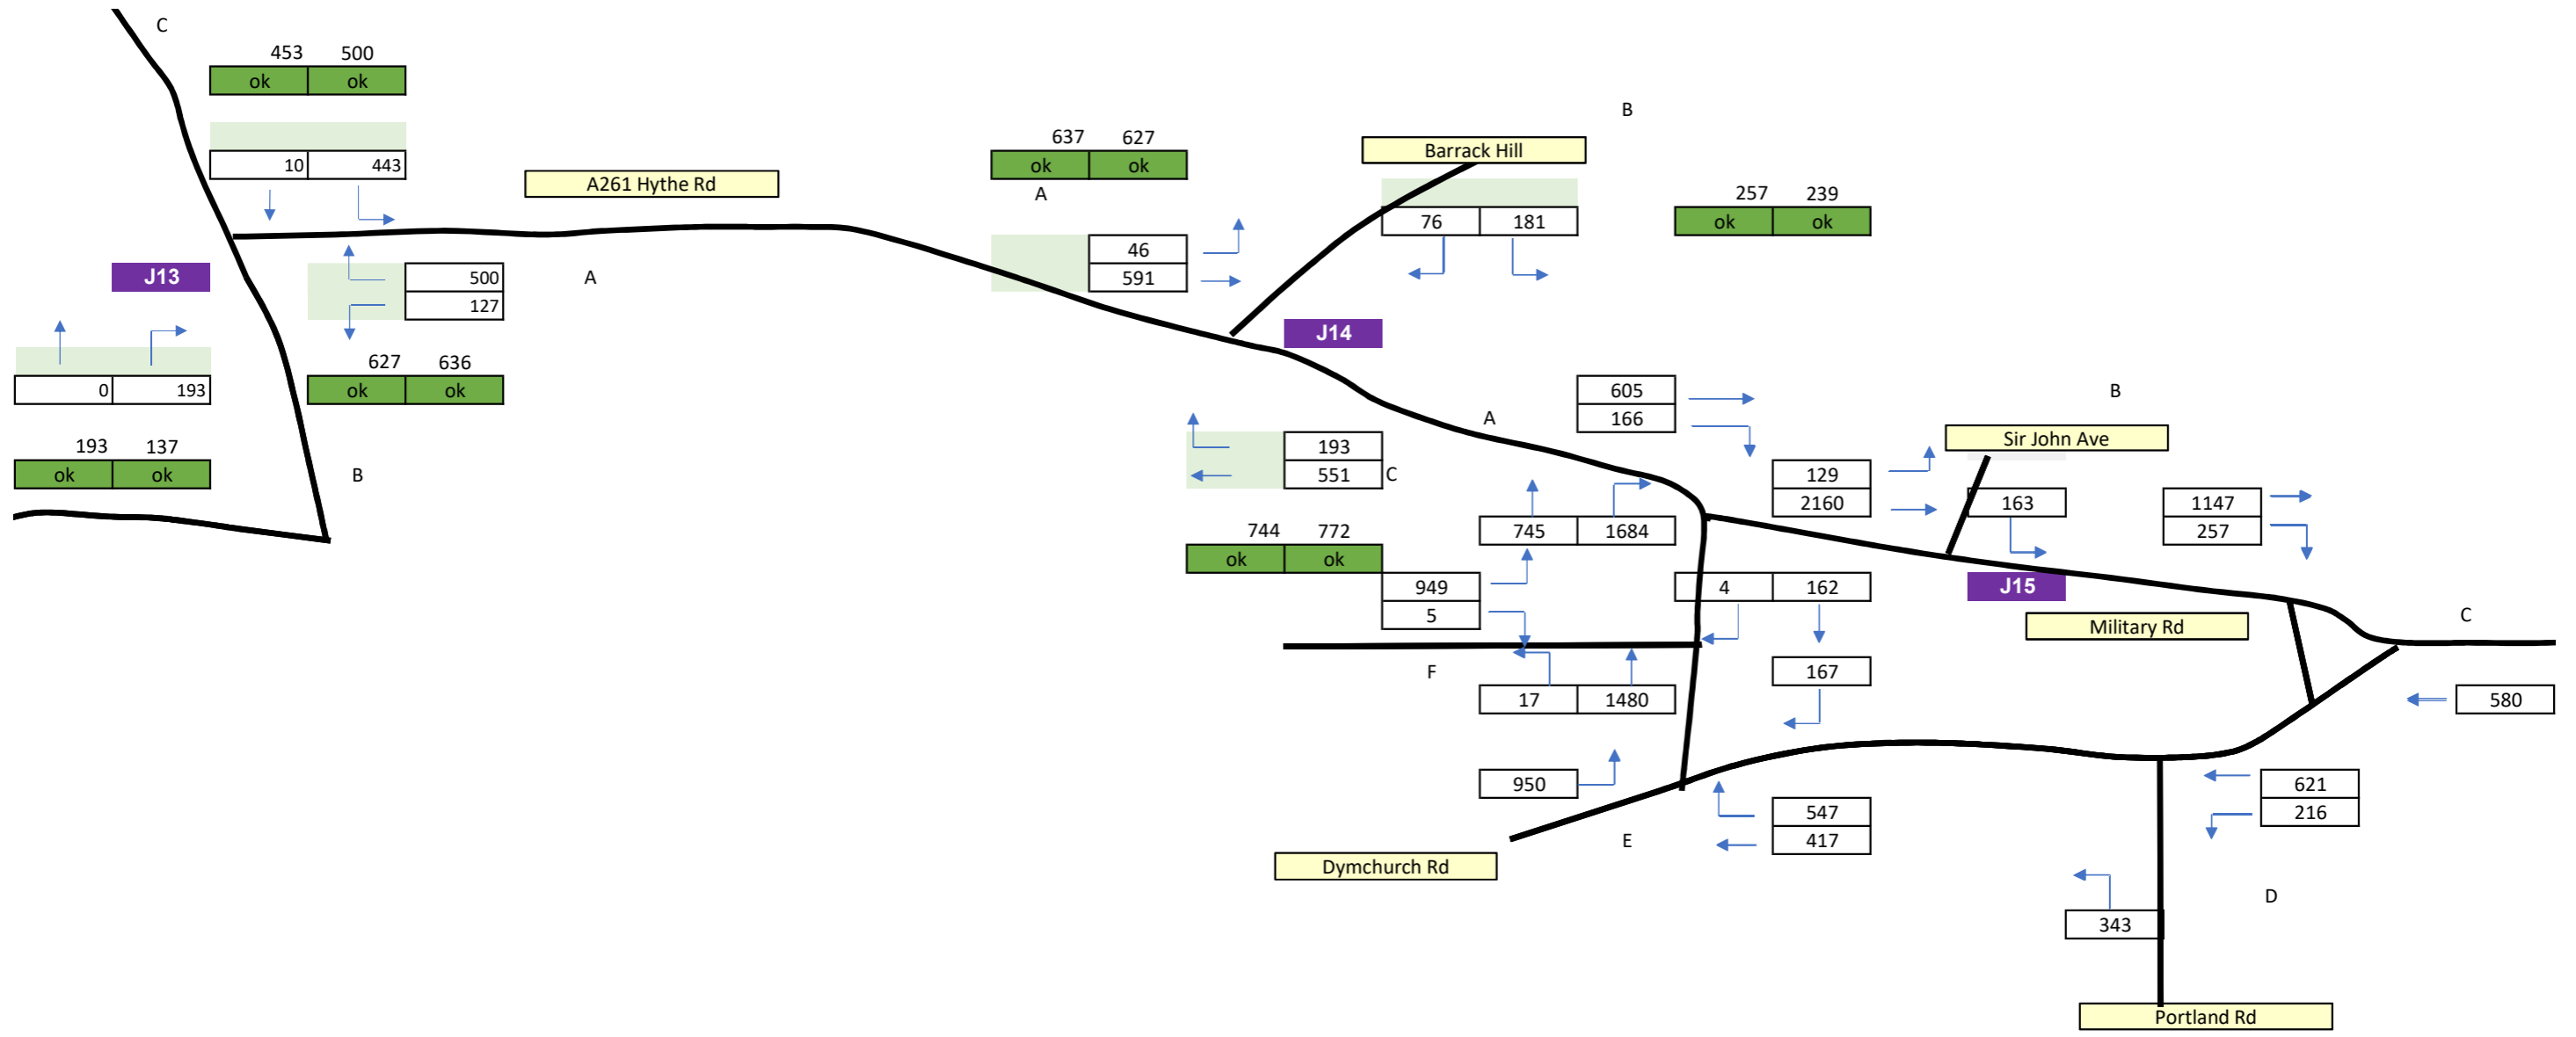 C
453 500
ok ok
B
637 627
Barrack Hill
ok ok
10 443
A261 Hythe Rd
A
257 239
76 181
ok ok
46
J13
500
A
591
127
J14
627 636
605
B
0 193
ok ok
A
166
193
Sir John Ave
193 137
551
C
129
ok ok
B
2160
163
1147
744 772
745 1684
257
ok ok
949
4 162
J15
5
C
Military Rd
F
167
17 1480
580
950
621
547
216
E
417
Dymchurch Rd
D
343
Portland Rd